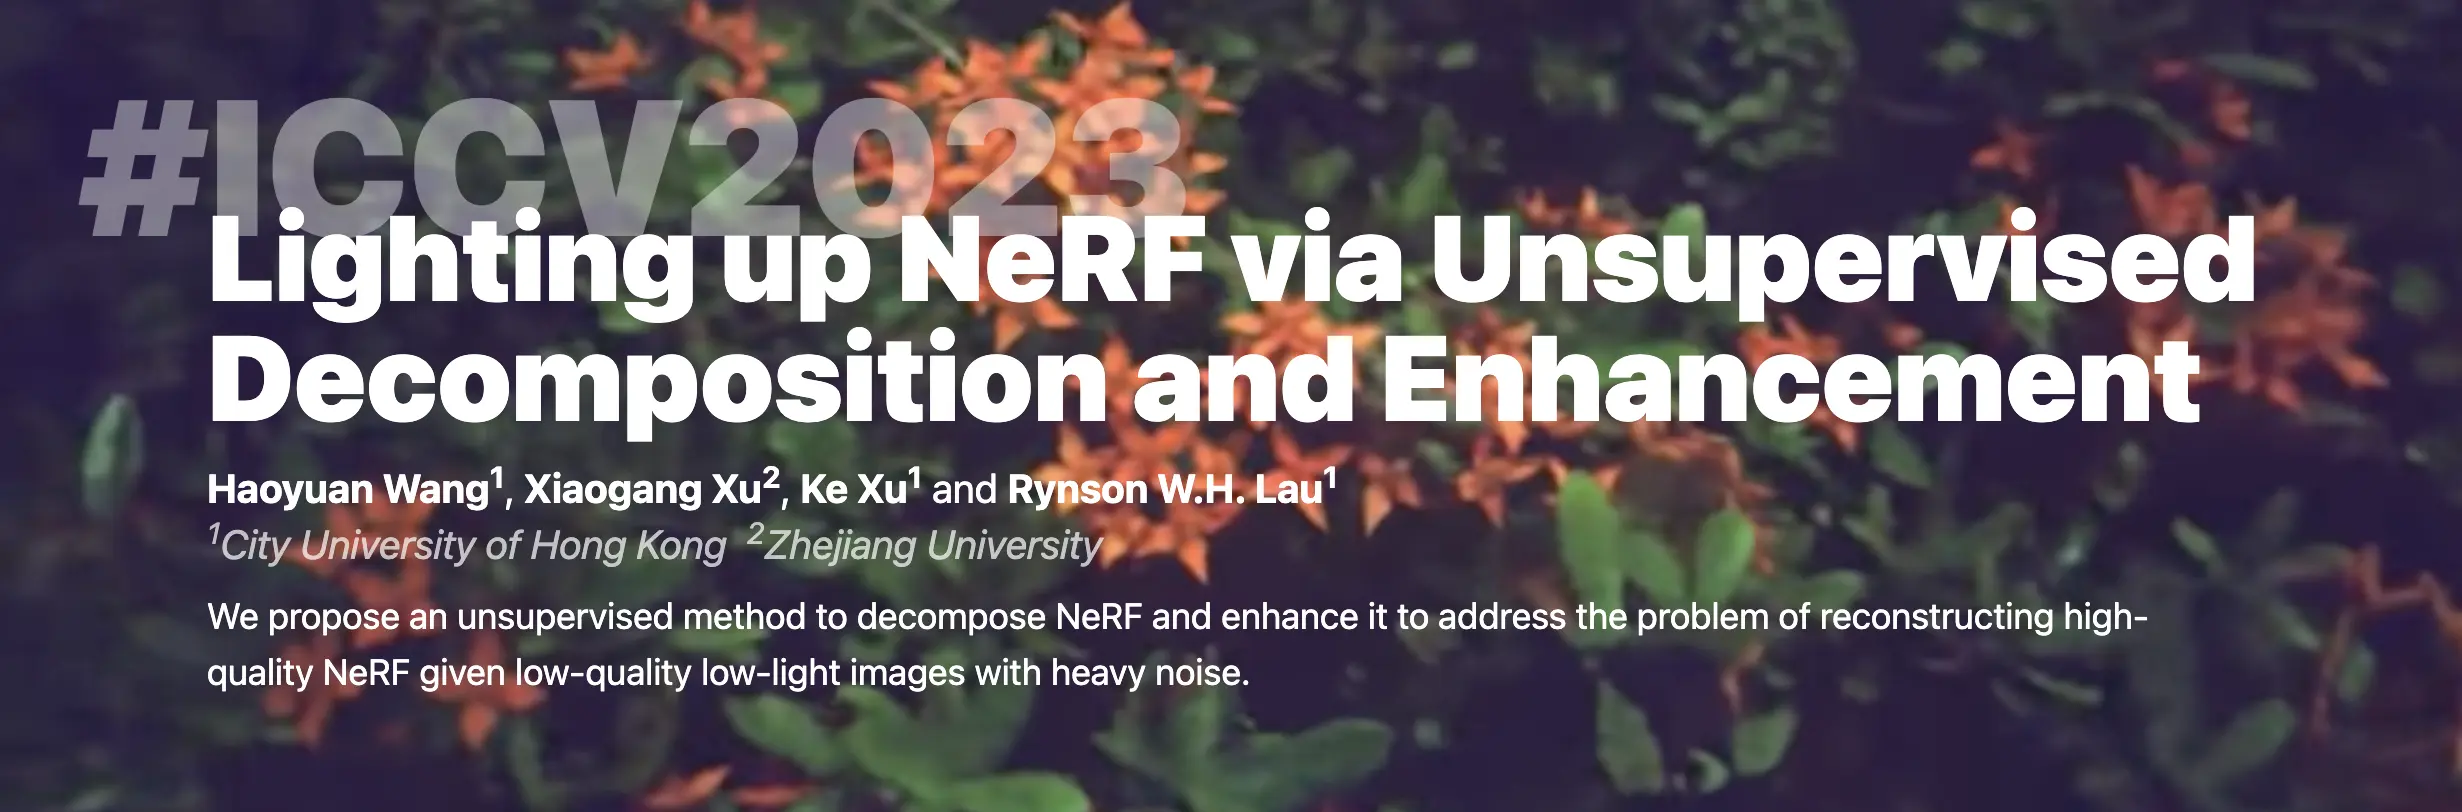 #ICCV2023
Lighting up NeRF via Unsupervised
Decomposition and Enhancement
Haoyuan Wang¹, Xiaogang Xu², Ke Xu¹ and Rynson W.H. Lau¹
¹City University of Hong Kong ²Zhejiang University
We propose an unsupervised method to decompose NeRF and enhance it to address the problem of reconstructing high-
quality NeRF given low-quality low-light images with heavy noise.